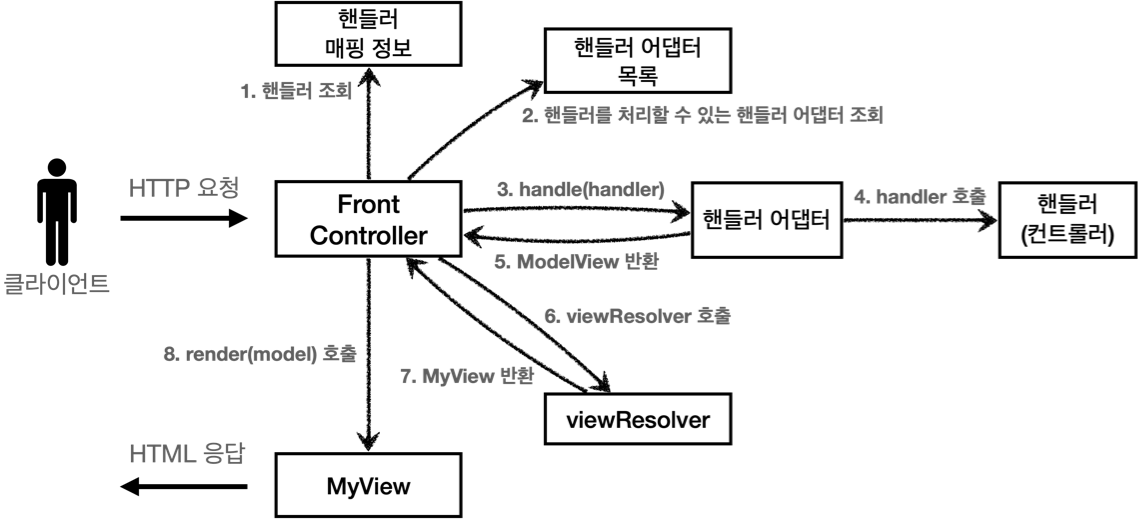 핸들러
매핑 정보
핸들러 어댑터
목록
1. 핸들러 조회
2. 핸들러를 처리할 수 있는 핸들러 어댑터 조회
HTTP 요청
클라이언트
Front
Controller
3. handle(handler)
핸들러 어댑터
4. handler 호출
핸들러
(컨트롤러)
5. ModelView 반환
6. viewResolver 호출
8. render(model) 호출
7. MyView 반환
viewResolver
HTML 응답
MyView